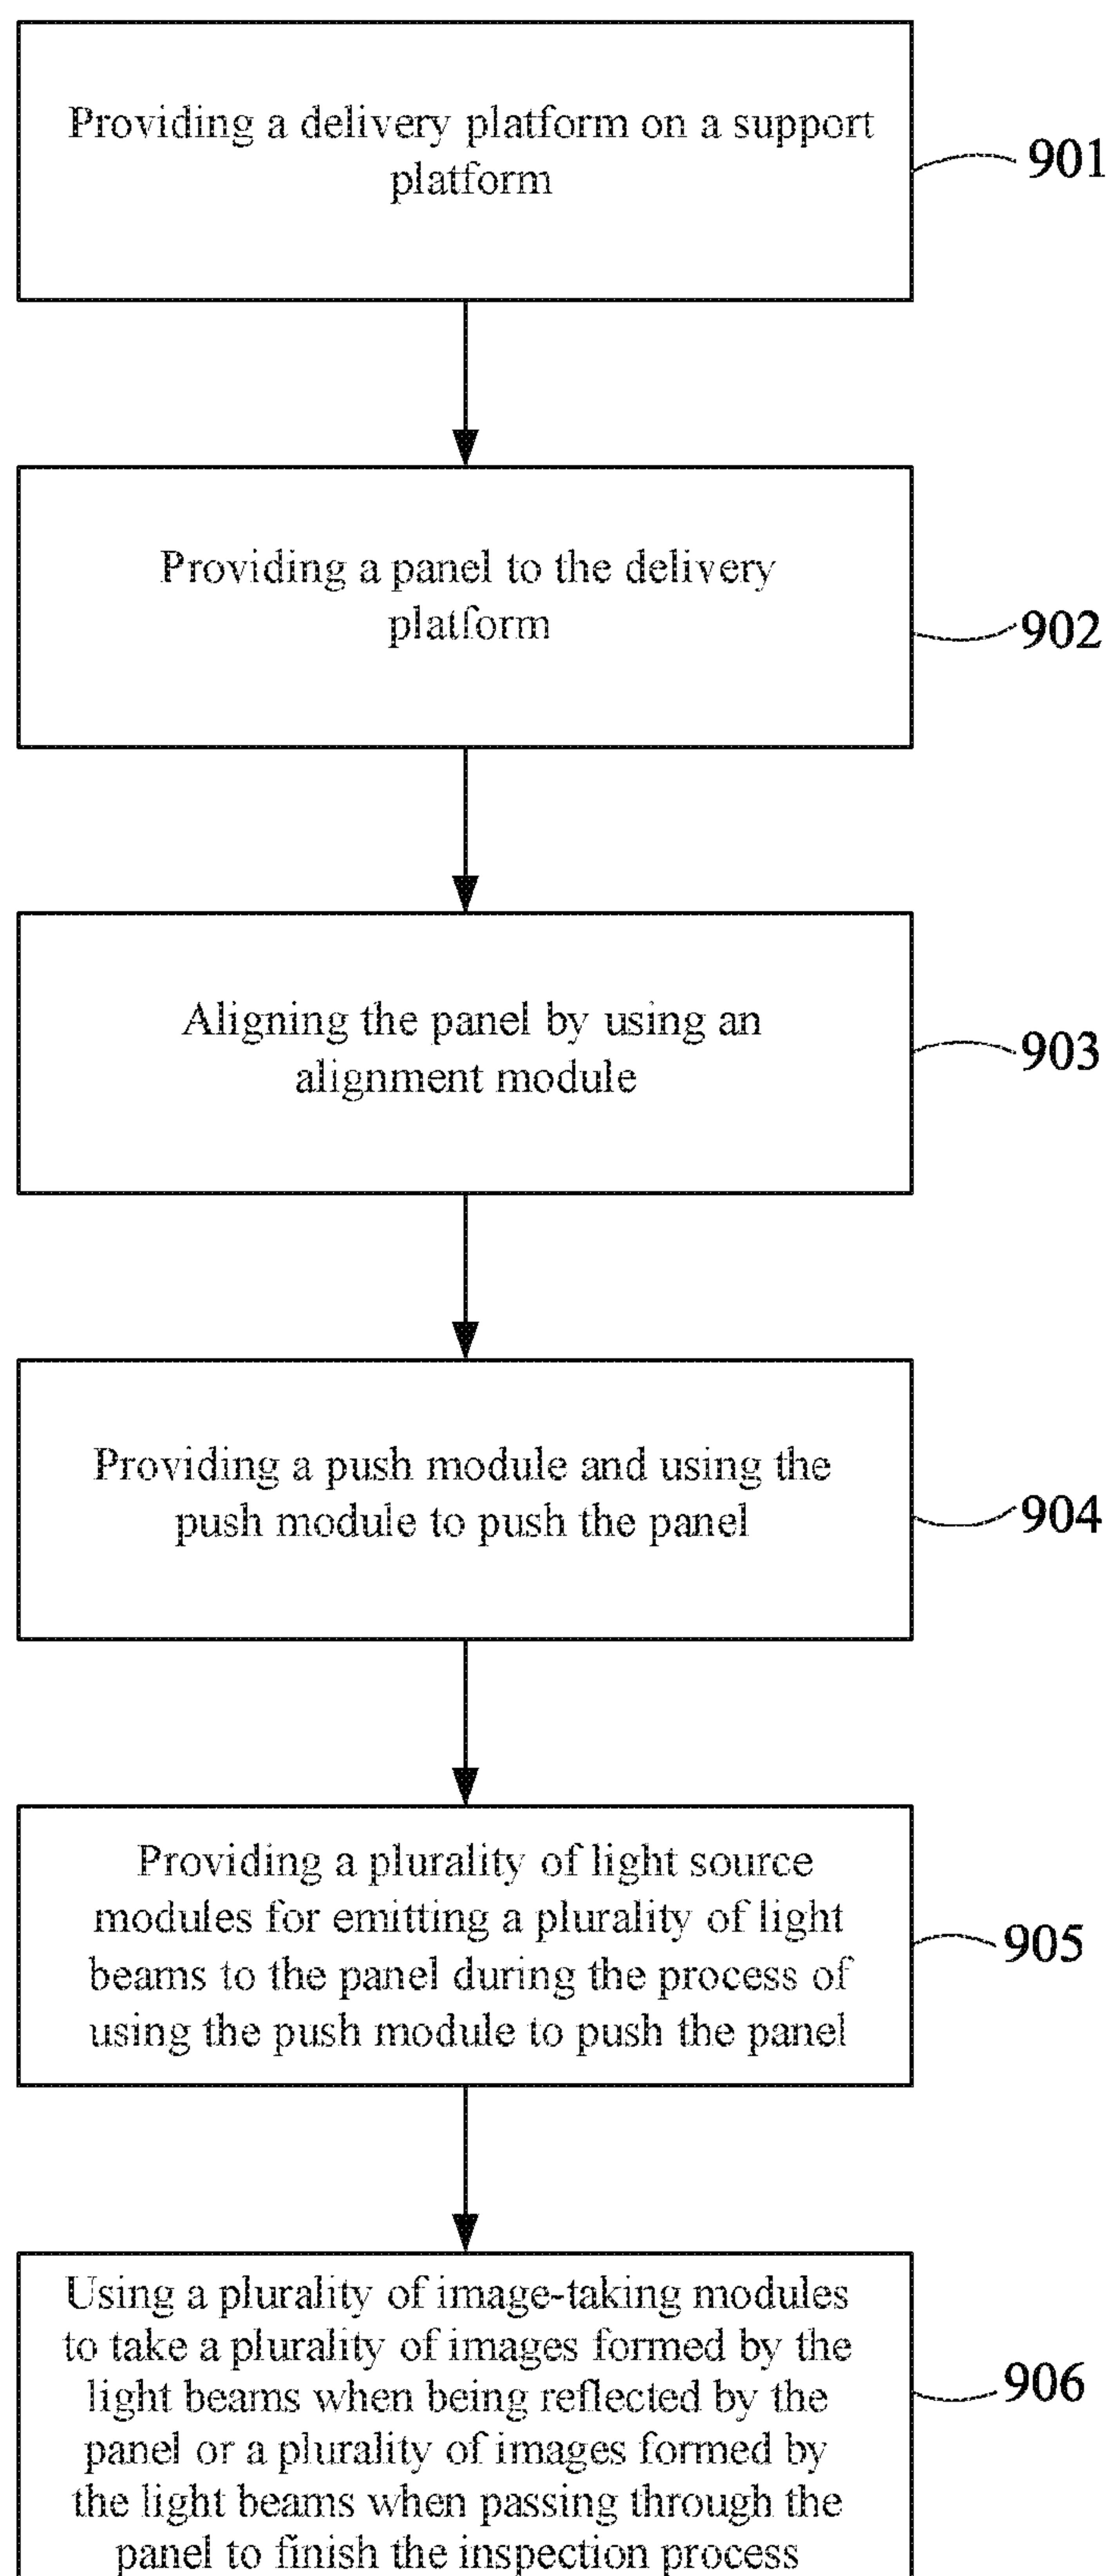 Providing a delivery platform on a support
platform
901
Providing a panel to the delivery
platform
902
Aligning the panel by using an
alignment module
903
Providing a push module and using the
push module to push the panel
904
Providing a plurality of light source
modules for emitting a plurality of light
beams to the panel during the process of
using the push module to push the panel
905
Using a plurality of image-taking modules
to take a plurality of images formed by the
light beams when being reflected by the
panel or a plurality of images formed by
the light beams when passing through the
panel to finish the inspection process
906